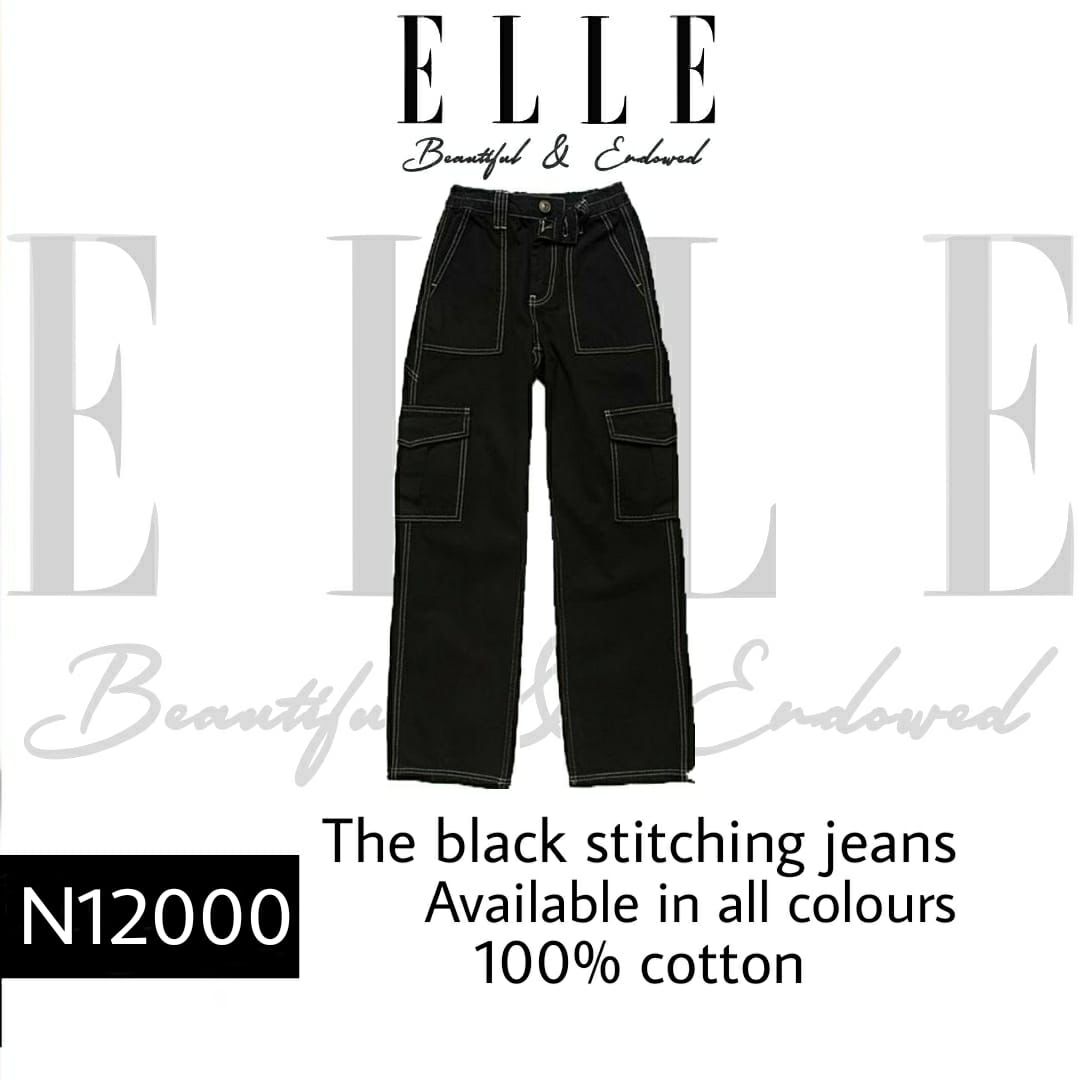 ELLE
Beautiful & Endowed
ELLE
Beautiful & Endowed
The black stitching jeans
N12000
Available in all colours
100% cotton